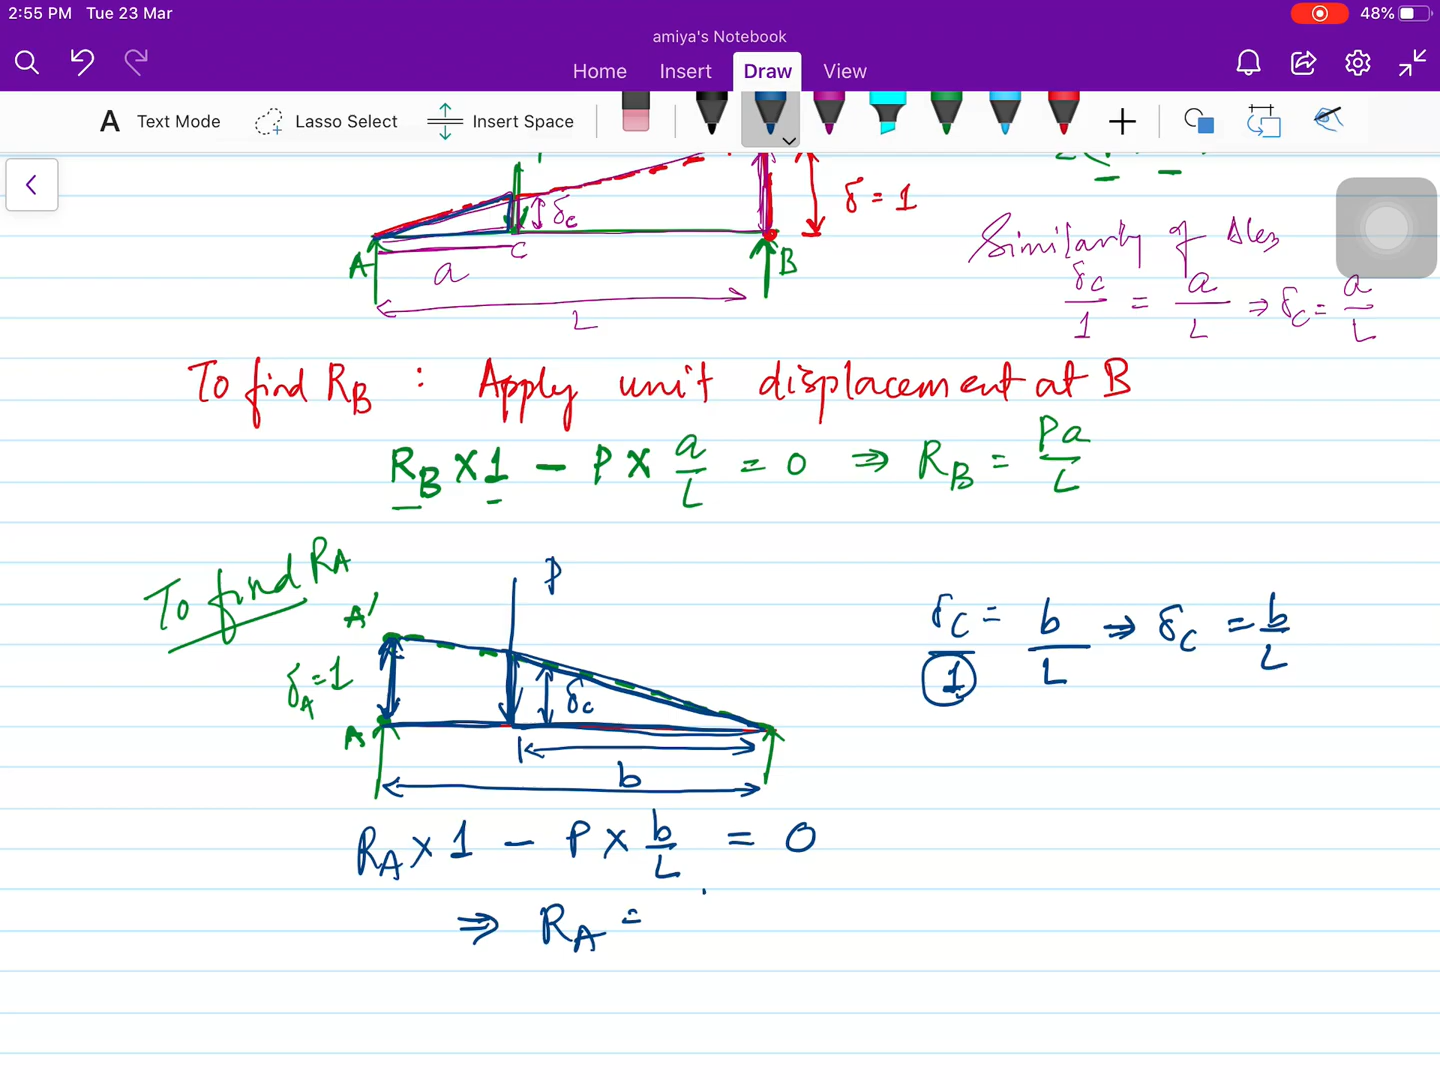 2:55 PM Tue 23 Mar 48%
amiya's Notebook
Home Insert Draw View
A Text Mode Lasso Select Insert Space
δc δ = 1
A C B
a
L
Similarity of Δles
δc/1 = a/L ⇒ δc = a/L
To find RB : Apply unit displacement at B
RB × 1 − P × a/L = 0 ⇒ RB = Pa/L
To find RA
P
A'
δA = 1
δc
A
b
δc/1 = b/L ⇒ δc = b/L
RA × 1 − P × b/L = 0
⇒ RA =